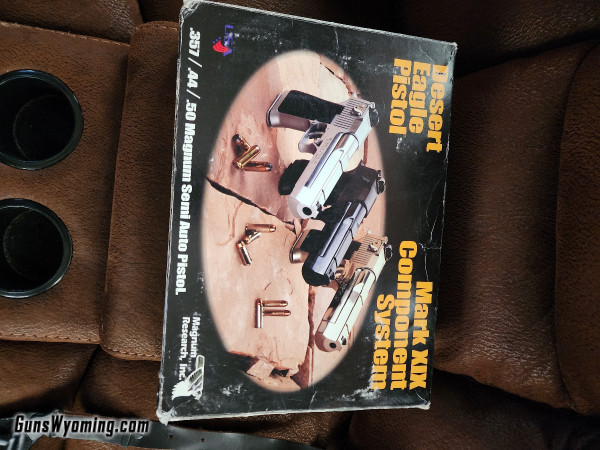 Desert
Eagle
Pistol
Mark XIX
Component
System
.357 / .44 / .50 Magnum Semi Auto Pistol.
Magnum
Research, Inc.
USA
GunsWyoming.com